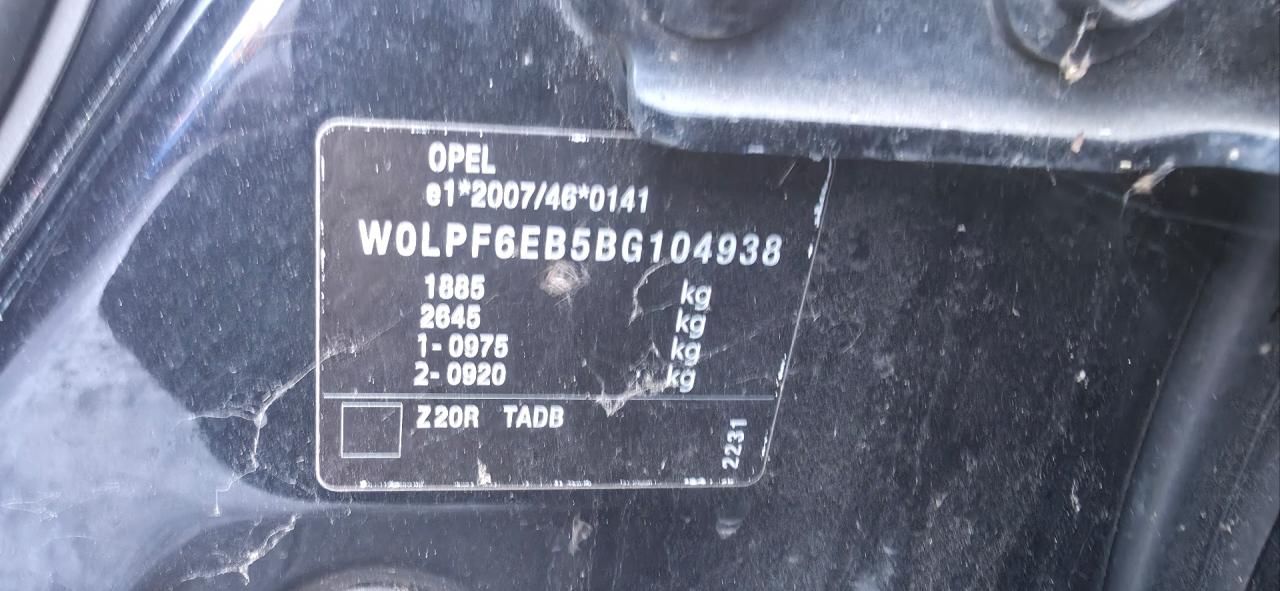 OPEL
e1*2007/46*0141
W0LPF6EB5BG104938
1885 kg
2645 kg
1-0975 kg
2-0920 kg
Z20R TADB
2231